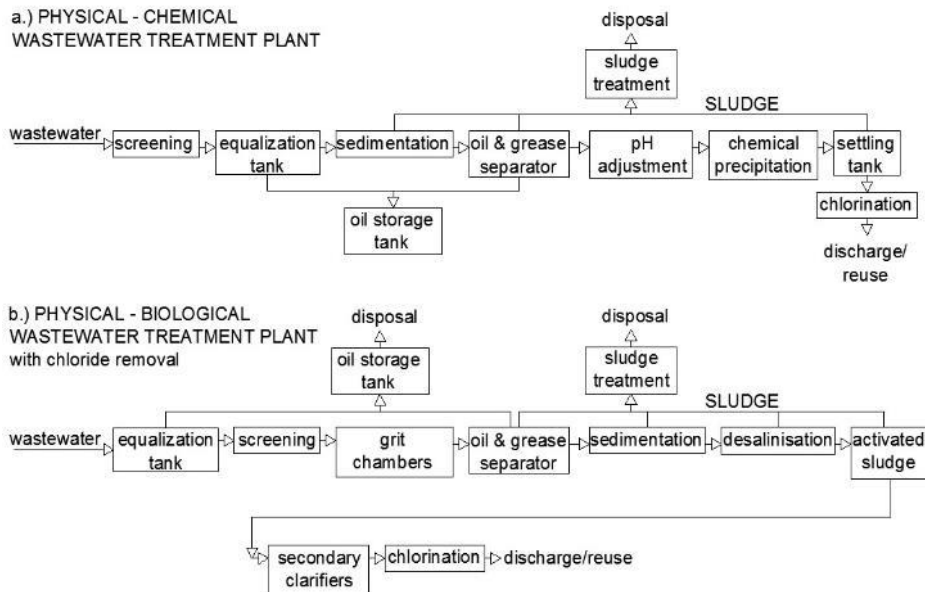 a.) PHYSICAL - CHEMICAL
WASTEWATER TREATMENT PLANT
disposal
sludge
treatment
SLUDGE
wastewater
screening
equalization
tank
sedimentation
oil & grease
separator
pH
adjustment
chemical
precipitation
settling
tank
oil storage
tank
chlorination
discharge/
reuse
b.) PHYSICAL - BIOLOGICAL
WASTEWATER TREATMENT PLANT
with chloride removal
disposal
oil storage
tank
disposal
sludge
treatment
SLUDGE
wastewater
equalization
tank
screening
grit
chambers
oil & grease
separator
sedimentation
desalinisation
activated
sludge
secondary
clarifiers
chlorination
discharge/reuse